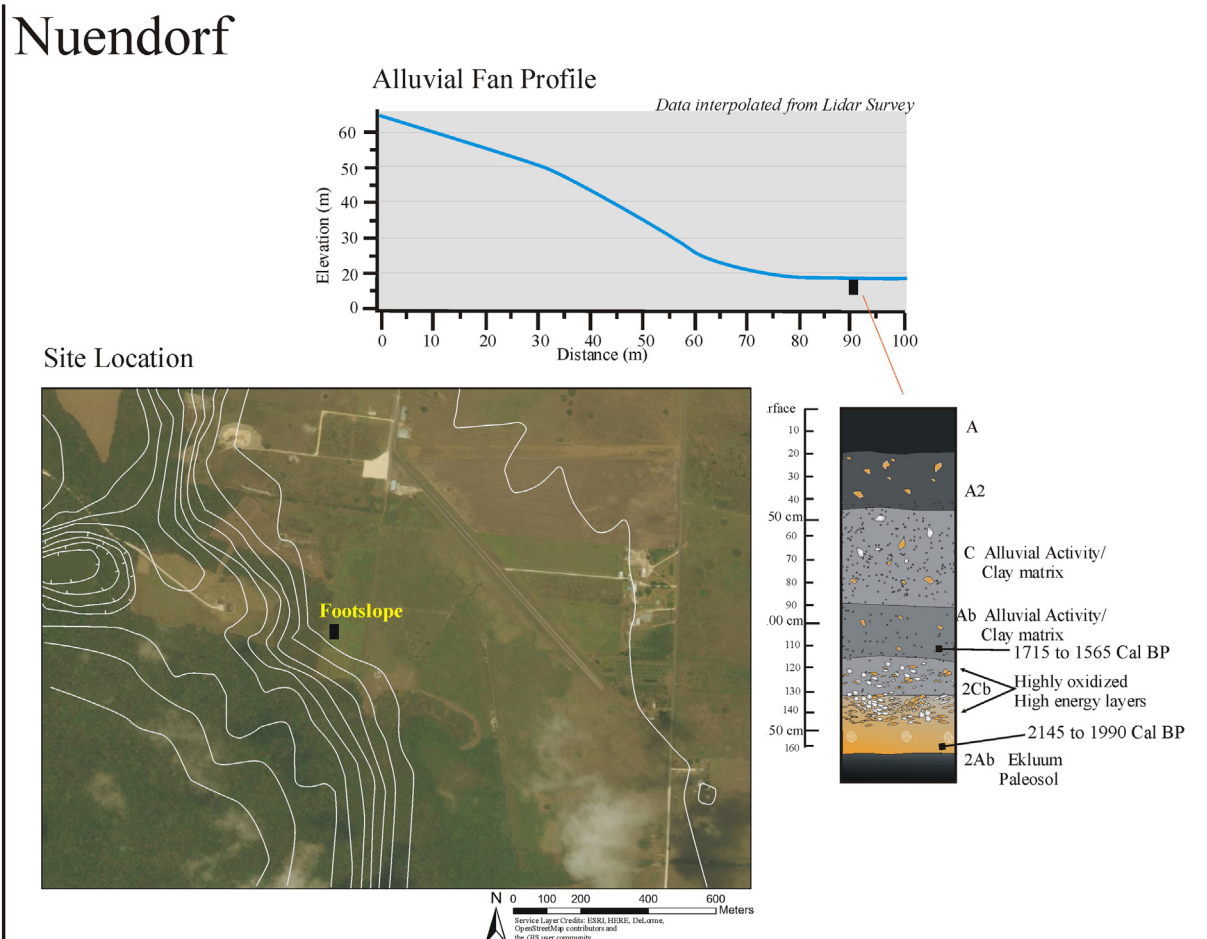 Nuendorf
Alluvial Fan Profile
Data interpolated from Lidar Survey
Elevation (m)
60
50
40
30
20
0
0 10 20 30 40 50 60 70 80 90 100
Distance (m)
Site Location
Footslope
N
0 100 200 400 600
Meters
Service Layer Credits: ESRI, HERE, DeLorme,
OpenStreetMap contributors and
the GIS user community
rface
10
20
30
40
50 cm
60
70
80
90
00 cm
110
120
130
140
50 cm
160
A
A2
C Alluvial Activity/
Clay matrix
Ab Alluvial Activity/
Clay matrix
1715 to 1565 Cal BP
2Cb
Highly oxidized
High energy layers
2145 to 1990 Cal BP
2Ab Ekluum
Paleosol